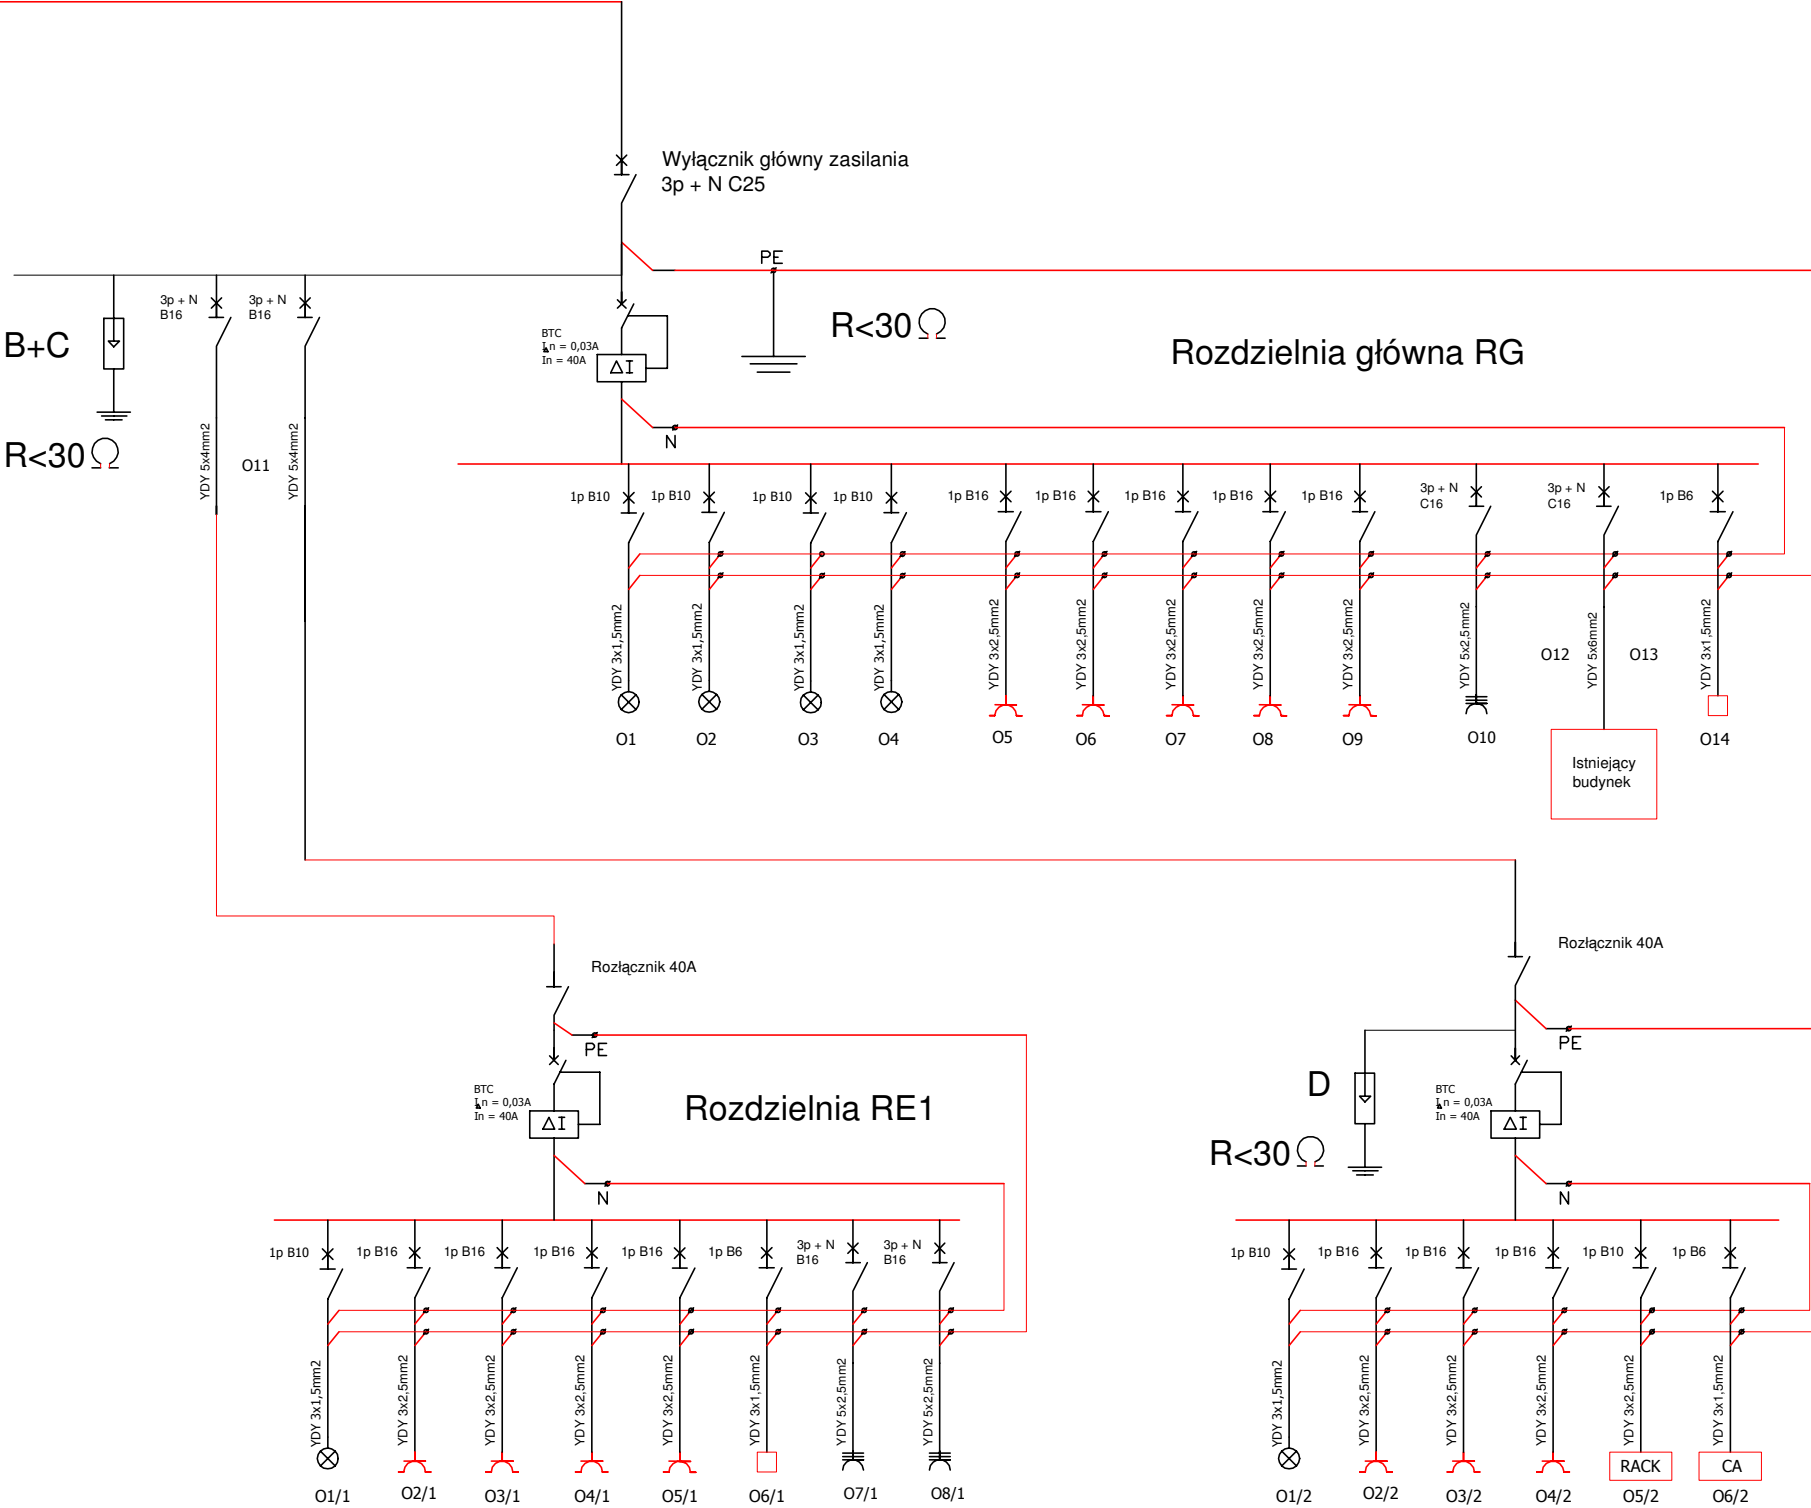 Wyłącznik główny zasilania
3p + N C25
PE
B+C
R<30 Ω
3p + N
B16
3p + N
B16
YDY 5x4mm2
O11
YDY 5x4mm2
BTC
I△n = 0,03A
In = 40A
ΔI
R<30 Ω
Rozdzielnia główna RG
N
1p B10
1p B10
1p B10
1p B10
1p B16
1p B16
1p B16
1p B16
1p B16
3p + N
C16
3p + N
C16
1p B6
YDY 3x1,5mm2
YDY 3x1,5mm2
YDY 3x1,5mm2
YDY 3x1,5mm2
YDY 3x2,5mm2
YDY 3x2,5mm2
YDY 3x2,5mm2
YDY 3x2,5mm2
YDY 3x2,5mm2
YDY 5x2,5mm2
O12
YDY 5x6mm2
O13
YDY 3x1,5mm2
O1
O2
O3
O4
O5
O6
O7
O8
O9
O10
O14
Istniejący
budynek
Rozłącznik 40A
PE
BTC
I△n = 0,03A
In = 40A
ΔI
Rozdzielnia RE1
N
1p B10
1p B16
1p B16
1p B16
1p B16
1p B6
3p + N
B16
3p + N
B16
YDY 3x1,5mm2
YDY 3x2,5mm2
YDY 3x2,5mm2
YDY 3x2,5mm2
YDY 3x2,5mm2
YDY 3x1,5mm2
YDY 5x2,5mm2
YDY 5x2,5mm2
O1/1
O2/1
O3/1
O4/1
O5/1
O6/1
O7/1
O8/1
Rozłącznik 40A
PE
D
R<30 Ω
BTC
I△n = 0,03A
In = 40A
ΔI
N
1p B10
1p B16
1p B16
1p B16
1p B10
1p B6
YDY 3x1,5mm2
YDY 3x2,5mm2
YDY 3x2,5mm2
YDY 3x2,5mm2
YDY 3x2,5mm2
YDY 3x1,5mm2
RACK
CA
O1/2
O2/2
O3/2
O4/2
O5/2
O6/2